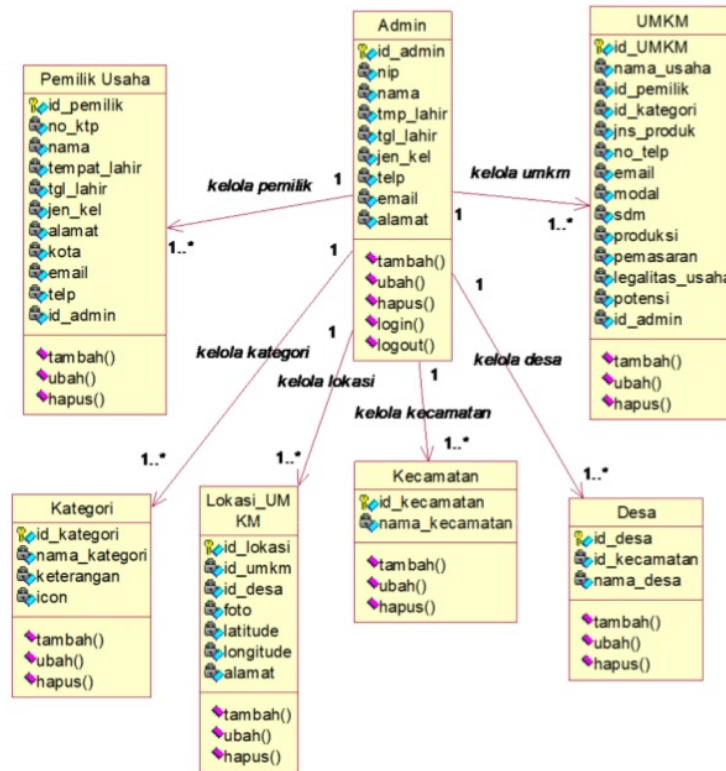 Admin
id_admin
nip
nama
tmp_lahir
tgl_lahir
jen_kel
telp
email
alamat
tambah()
ubah()
hapus()
login()
logout()
UMKM
id_UMKM
nama_usaha
id_pemilik
id_kategori
jns_produk
no_telp
email
modal
sdm
produksi
pemasaran
legalitas_usaha
potensi
id_admin
tambah()
ubah()
hapus()
Pemilik Usaha
id_pemilik
no_ktp
nama
tempat_lahir
tgl_lahir
jen_kel
alamat
kota
email
telp
id_admin
tambah()
ubah()
hapus()
kelola pemilik
1
1..*
kelola umkm
1
1..*
kelola kategori
1
1..*
kelola lokasi
1
1..*
kelola kecamatan
1
1..*
kelola desa
1
1..*
Kategori
id_kategori
nama_kategori
keterangan
icon
tambah()
ubah()
hapus()
Lokasi_UM
KM
id_lokasi
id_umkm
id_desa
foto
latitude
longitude
alamat
tambah()
ubah()
hapus()
Kecamatan
id_kecamatan
nama_kecamatan
tambah()
ubah()
hapus()
Desa
id_desa
id_kecamatan
nama_desa
tambah()
ubah()
hapus()